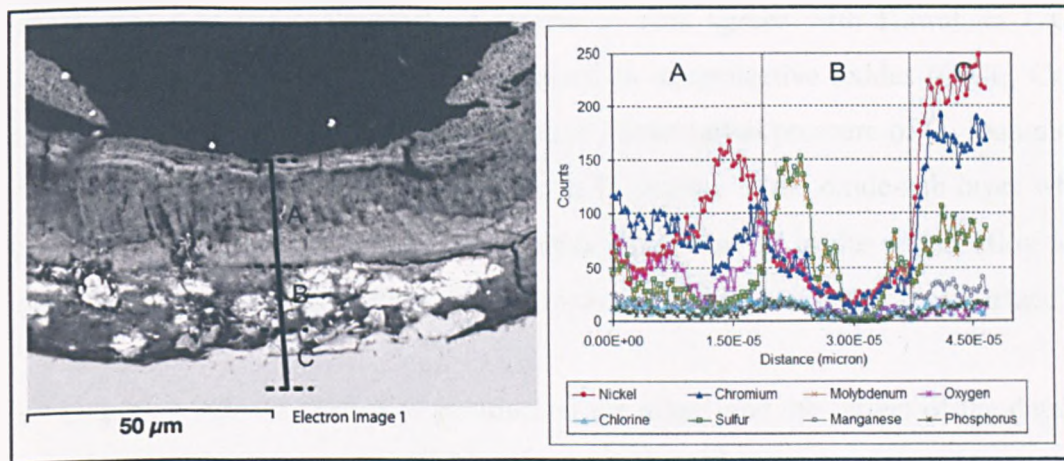 A
B
C
50 µm
Electron Image 1
250
200
150
100
50
0
Counts
A
B
C
0.00E+00 1.50E-05 3.00E-05 4.50E-05
Distance (micron)
Nickel Chromium Molybdenum Oxygen
Chlorine Sulfur Manganese Phosphorus